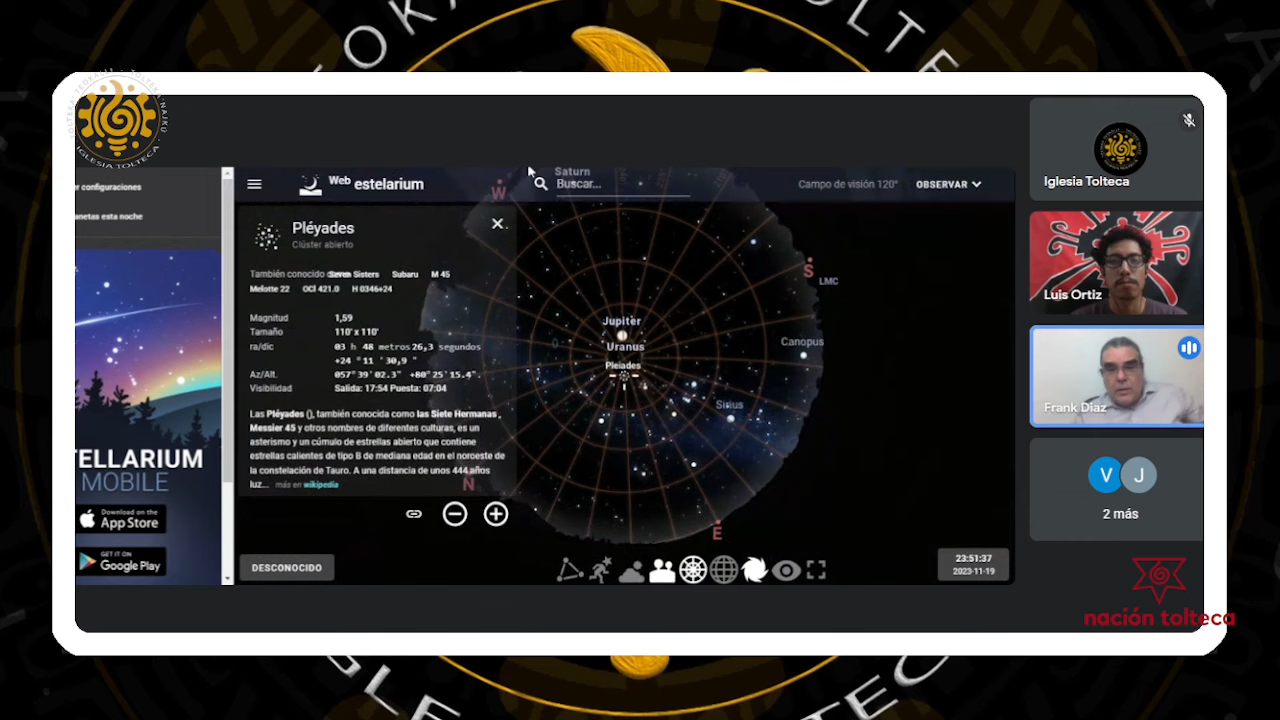 IGLESIA TOLTECA
er configuraciones
anetas esta noche
TELLARIUM
MOBILE
Download on the
App Store
GET IT ON
Google Play
Web estelarium
Saturn
Buscar...
Campo de visión 120°
OBSERVAR
Pléyades
Clúster abierto
También conocido
Seven Sisters Subaru M 45
Melotte 22 OCl 421.0 H 0346+24
Magnitud 1,59
Tamaño 110' x 110'
ra/dic 03 h 48 metros 26,3 segundos
+24 °11 '30,9 "
Az/Alt. 057°39'02.3" +80°25'15.4".
Visibilidad Salida: 17:54 Puesta: 07:04
Las Pléyades (), también conocida como las Siete Hermanas ,
Messier 45 y otros nombres de diferentes culturas, es un
asterismo y un cúmulo de estrellas abierto que contiene
estrellas calientes de tipo B de mediana edad en el noroeste de
la constelación de Tauro. A una distancia de unos 444 años
luz... más en wikipedia
W
S
N
E
LMC
Jupiter
Uranus
Pleiades
Canopus
Sirius
DESCONOCIDO
23:51:37
2023-11-19
Iglesia Tolteca
Luis Ortiz
Frank Diaz
V J
2 más
nación tolteca